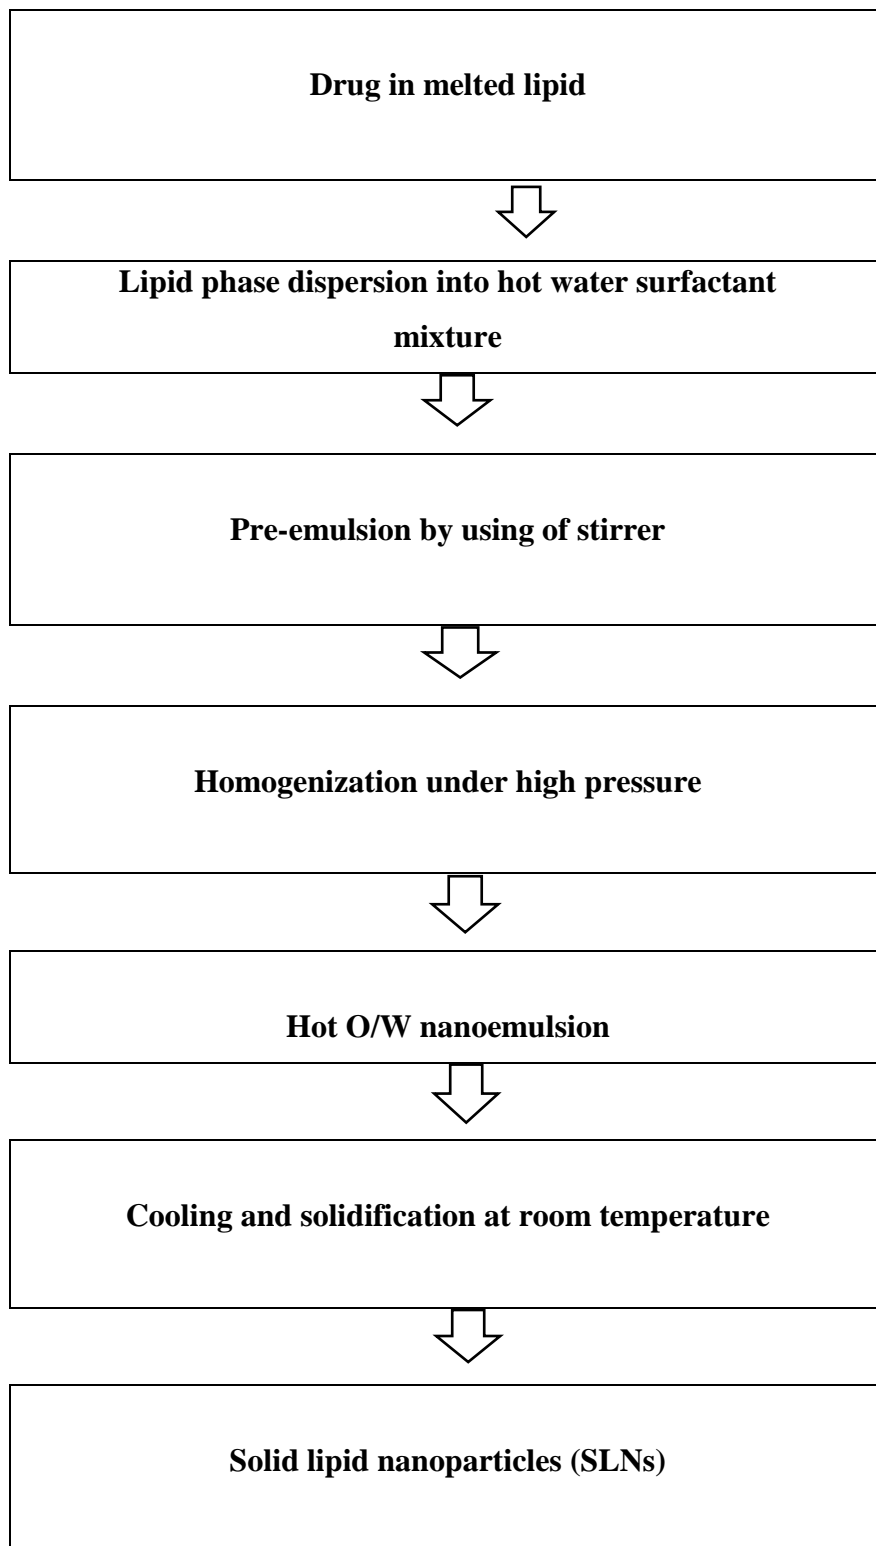 Drug in melted lipid
Lipid phase dispersion into hot water surfactant
mixture
Pre-emulsion by using of stirrer
Homogenization under high pressure
Hot O/W nanoemulsion
Cooling and solidification at room temperature
Solid lipid nanoparticles (SLNs)